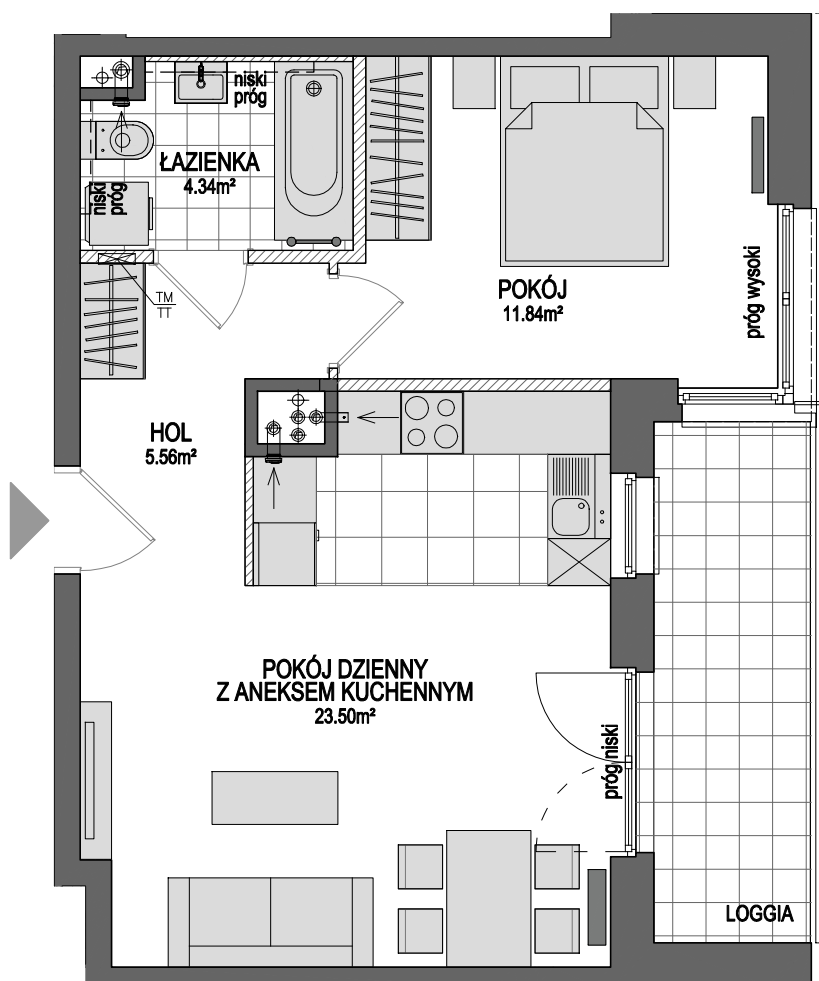 niski
próg
ŁAZIENKA
4.34m²
niski
próg
TM
TT
POKÓJ
11.84m²
próg wysoki
HOL
5.56m²
POKÓJ DZIENNY
Z ANEKSEM KUCHENNYM
23.50m²
próg niski
LOGGIA